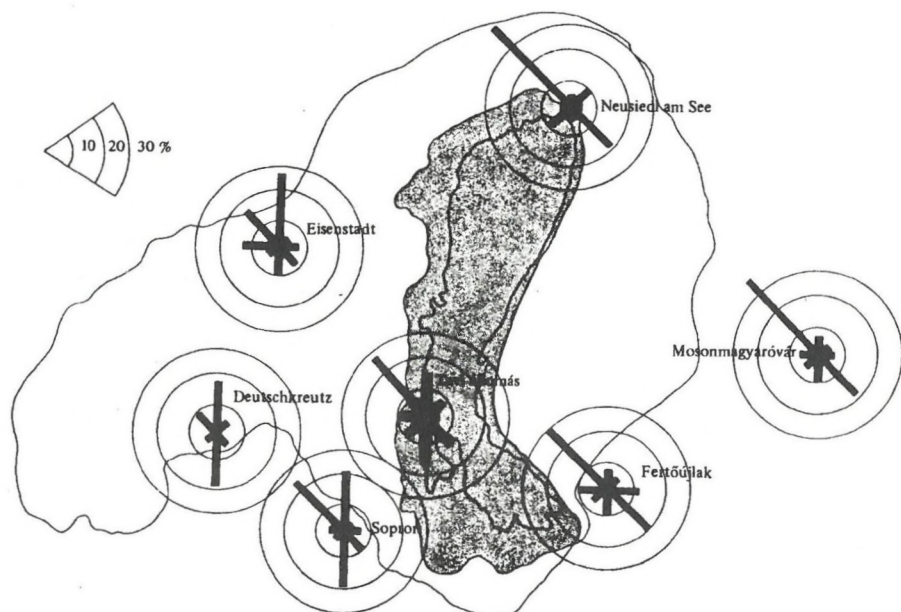 Neusiedl am See
10 20 30 %
Eisenstadt
Mosonmagyaróvár
Deutschkreutz
Fertőújlak
Sopron